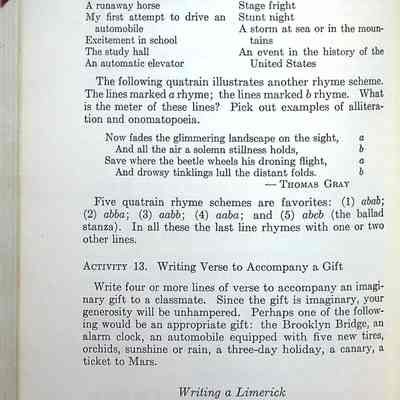 A runaway horse
My first attempt to drive an
automobile
Excitement in school
The study hall
An automatic elevator
Stage fright
Stunt night
A storm at sea or in the moun-
tains
An event in the history of the
United States
The following quatrain illustrates another rhyme scheme.
The lines marked a rhyme; the lines marked b rhyme. What
is the meter of these lines? Pick out examples of allitera-
tion and onomatopoeia.
Now fades the glimmering landscape on the sight, a
And all the air a solemn stillness holds, b
Save where the beetle wheels his droning flight, a
And drowsy tinklings lull the distant folds. b
— Thomas Gray
Five quatrain rhyme schemes are favorites: (1) abab;
(2) abba; (3) aabb; (4) aaba; and (5) abcb (the ballad
stanza). In all these the last line rhymes with one or two
other lines.
Activity 13. Writing Verse to Accompany a Gift
Write four or more lines of verse to accompany an imagi-
nary gift to a classmate. Since the gift is imaginary, your
generosity will be unhampered. Perhaps one of the follow-
ing would be an appropriate gift: the Brooklyn Bridge, an
alarm clock, an automobile equipped with five new tires,
orchids, sunshine or rain, a three-day holiday, a canary, a
ticket to Mars.
Writing a Limerick